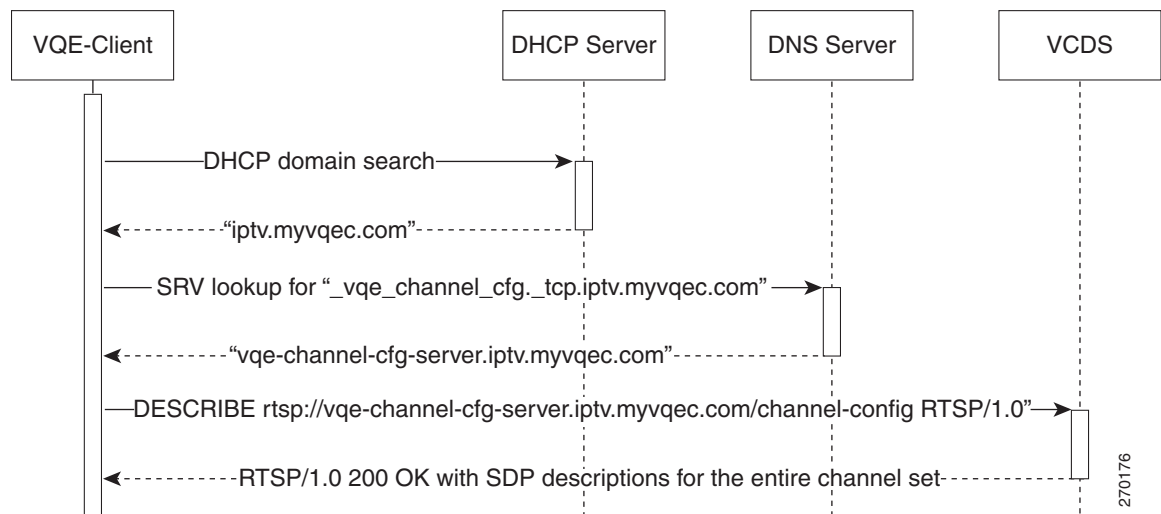 VQE-Client
DHCP Server
DNS Server
VCDS
DHCP domain search
“iptv.myvqec.com”
SRV lookup for “_vqe_channel_cfg._tcp.iptv.myvqec.com”
“vqe-channel-cfg-server.iptv.myvqec.com”
DESCRIBE rtsp://vqe-channel-cfg-server.iptv.myvqec.com/channel-config RTSP/1.0”
RTSP/1.0 200 OK with SDP descriptions for the entire channel set
270176